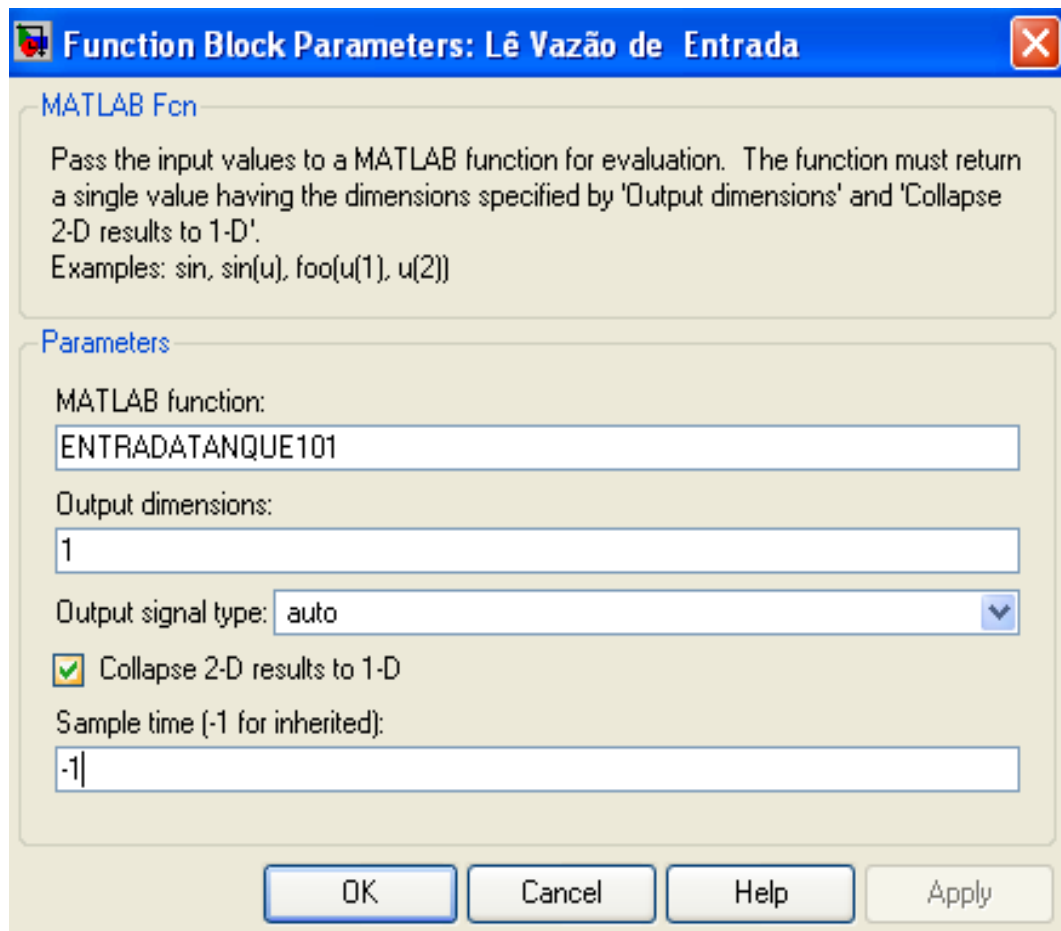 Function Block Parameters: Lê Vazão de Entrada
MATLAB Fcn
Pass the input values to a MATLAB function for evaluation. The function must return
a single value having the dimensions specified by 'Output dimensions' and 'Collapse
2-D results to 1-D'.
Examples: sin, sin(u), foo(u(1), u(2))
Parameters
MATLAB function:
ENTRADATANQUE101
Output dimensions:
1
Output signal type: auto
Collapse 2-D results to 1-D
Sample time (-1 for inherited):
-1
OK Cancel Help Apply